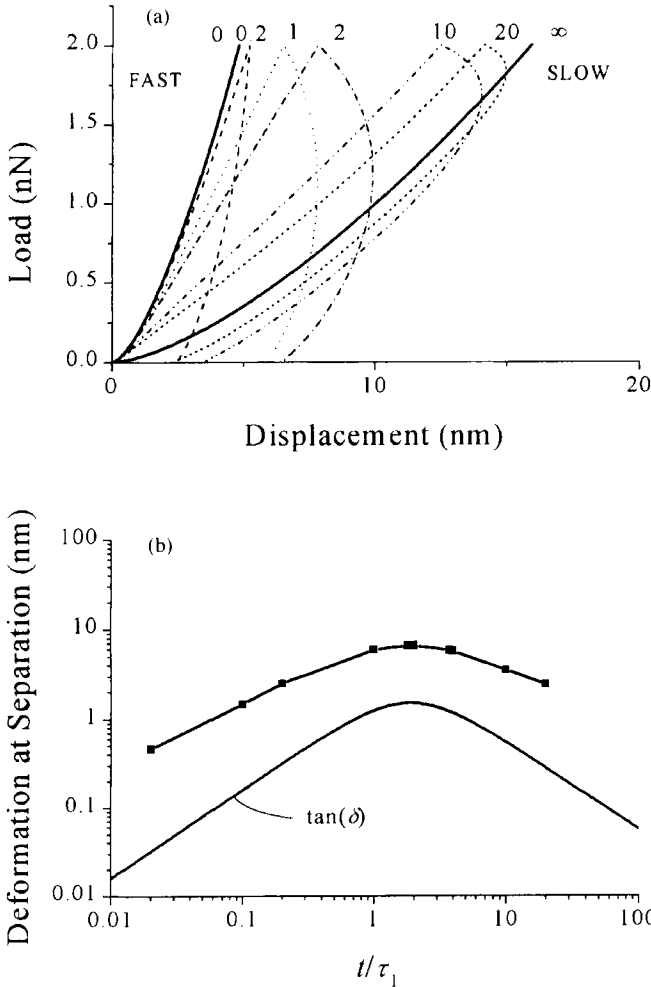 (a)
0 0.2 1 2 10 20 ∞
FAST
SLOW
2.0
1.5
1.0
0.5
0.0
Load (nN)
0 10 20
Displacement (nm)
(b)
100
10
1
0.1
0.01
Deformation at Separation (nm)
tan(δ)
0.01 0.1 1 10 100
t/τ1